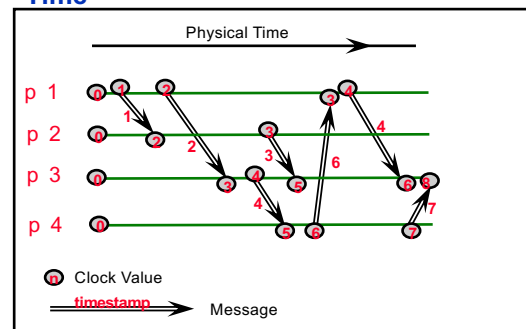 Time
Physical Time
p 1 0 1 2 3 4
1 2 6 4
p 2 0 2 3
3
p 3 0 3 4 5 6 8
4 7
p 4 0 5 6 7
n Clock Value
timestamp Message